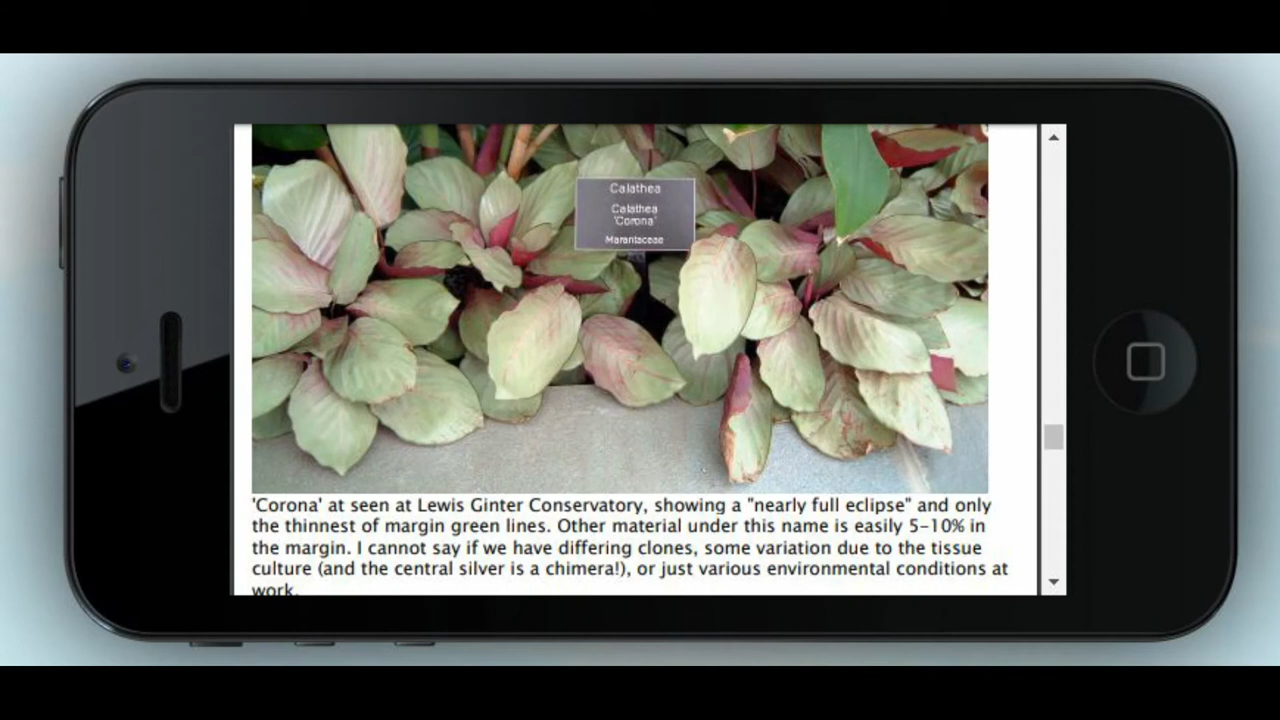 Calathea
Calathea
'Corona'
Marantaceae
'Corona' at seen at Lewis Ginter Conservatory, showing a "nearly full eclipse" and only
the thinnest of margin green lines. Other material under this name is easily 5-10% in
the margin. I cannot say if we have differing clones, some variation due to the tissue
culture (and the central silver is a chimera!), or just various environmental conditions at
work.